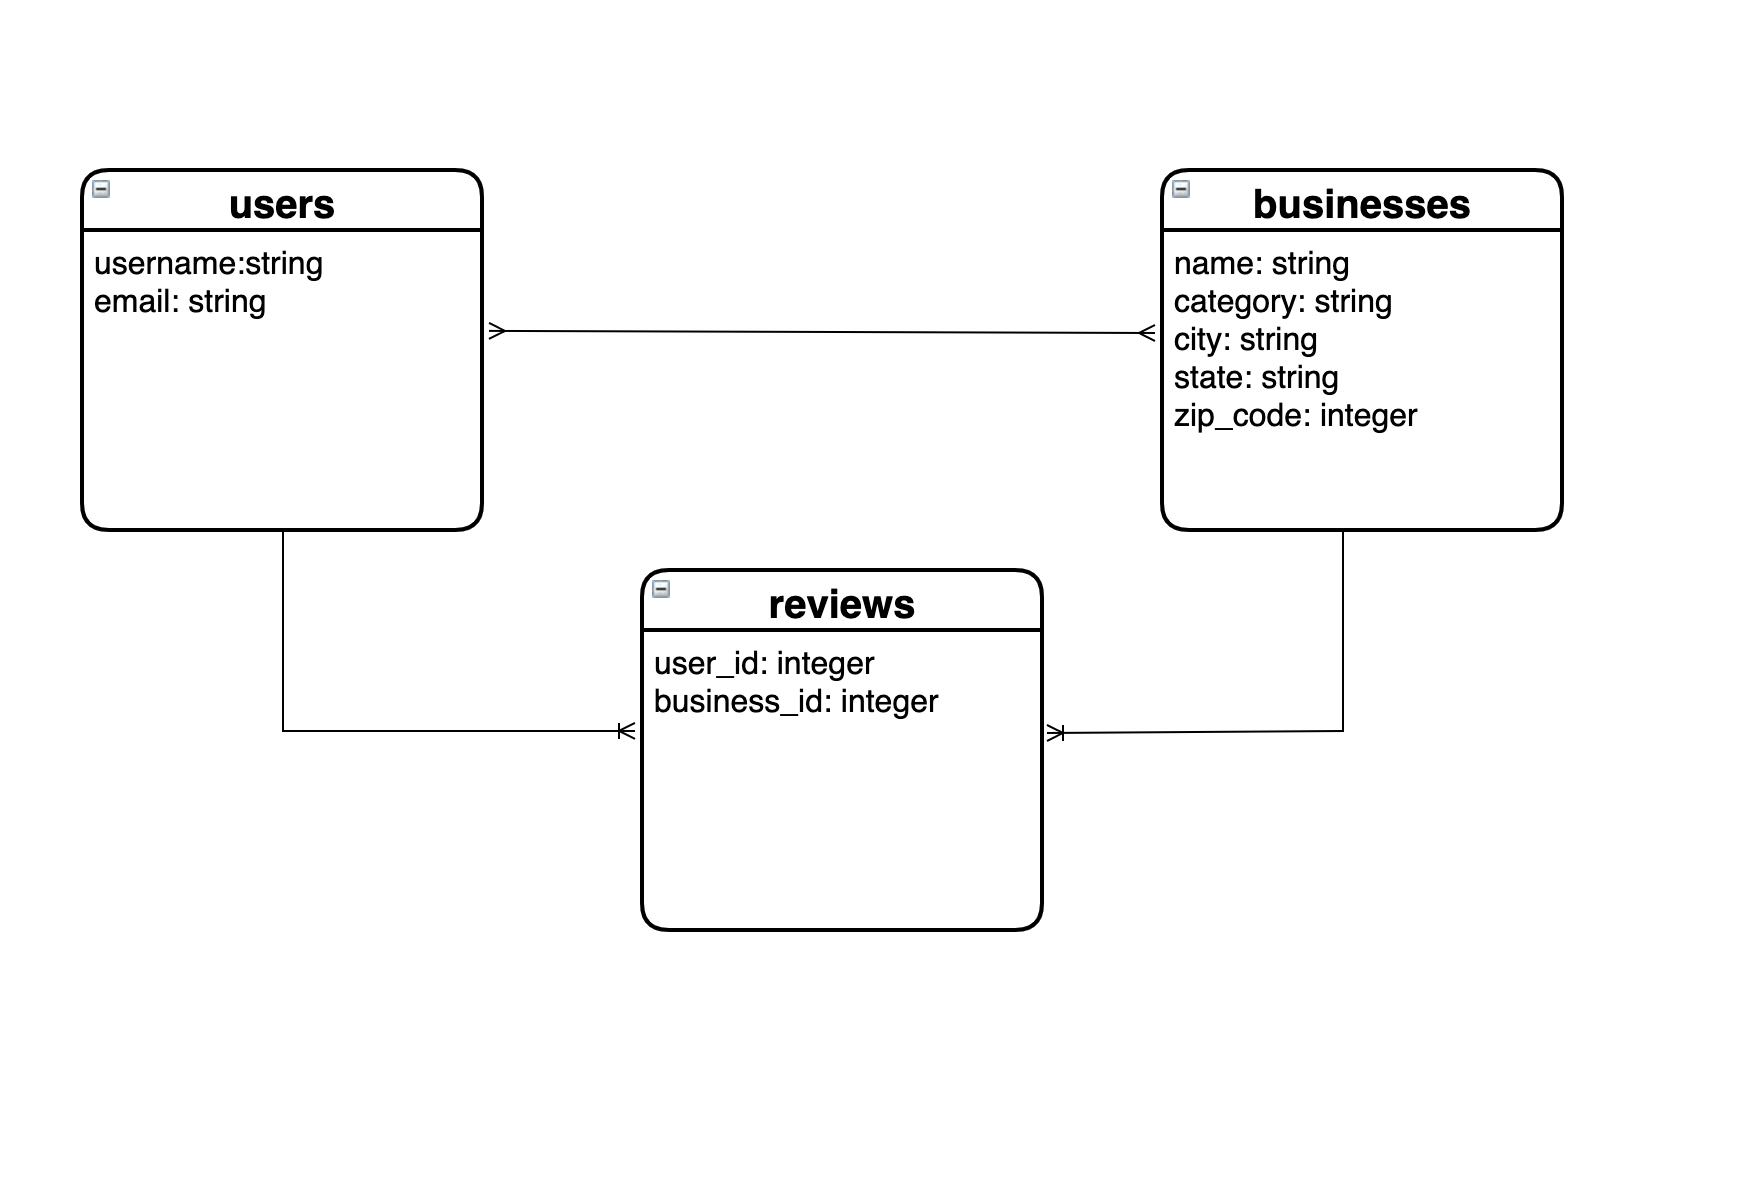 users
username:string
email: string
businesses
name: string
category: string
city: string
state: string
zip_code: integer
reviews
user_id: integer
business_id: integer